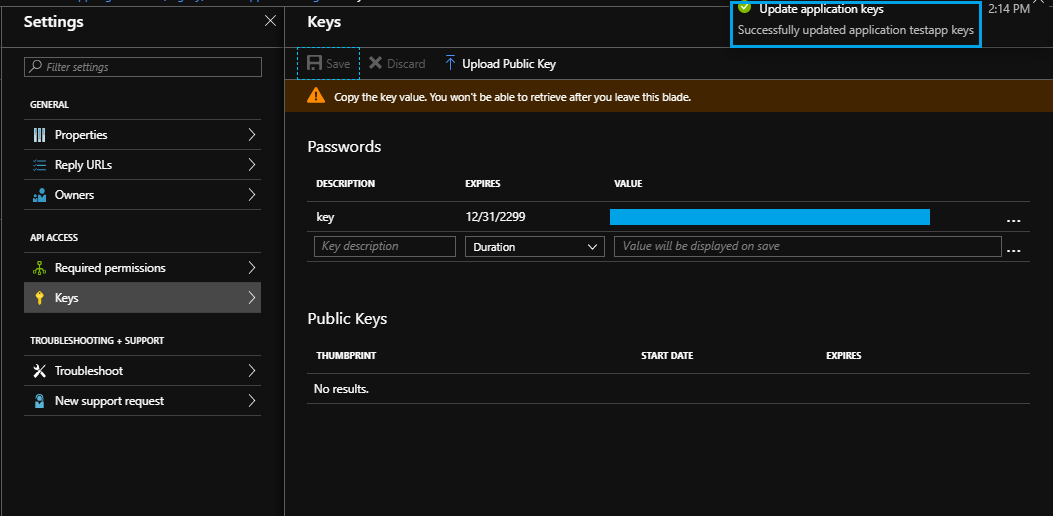 Settings
Filter settings
GENERAL
Properties
Reply URLs
Owners
API ACCESS
Required permissions
Keys
TROUBLESHOOTING + SUPPORT
Troubleshoot
New support request
Keys
Update application keys
2:14 PM
Successfully updated application testapp keys
Save Discard Upload Public Key
Copy the key value. You won't be able to retrieve after you leave this blade.
Passwords
DESCRIPTION EXPIRES VALUE
key 12/31/2299 ...
Key description Duration Value will be displayed on save ...
Public Keys
THUMBPRINT START DATE EXPIRES
No results.